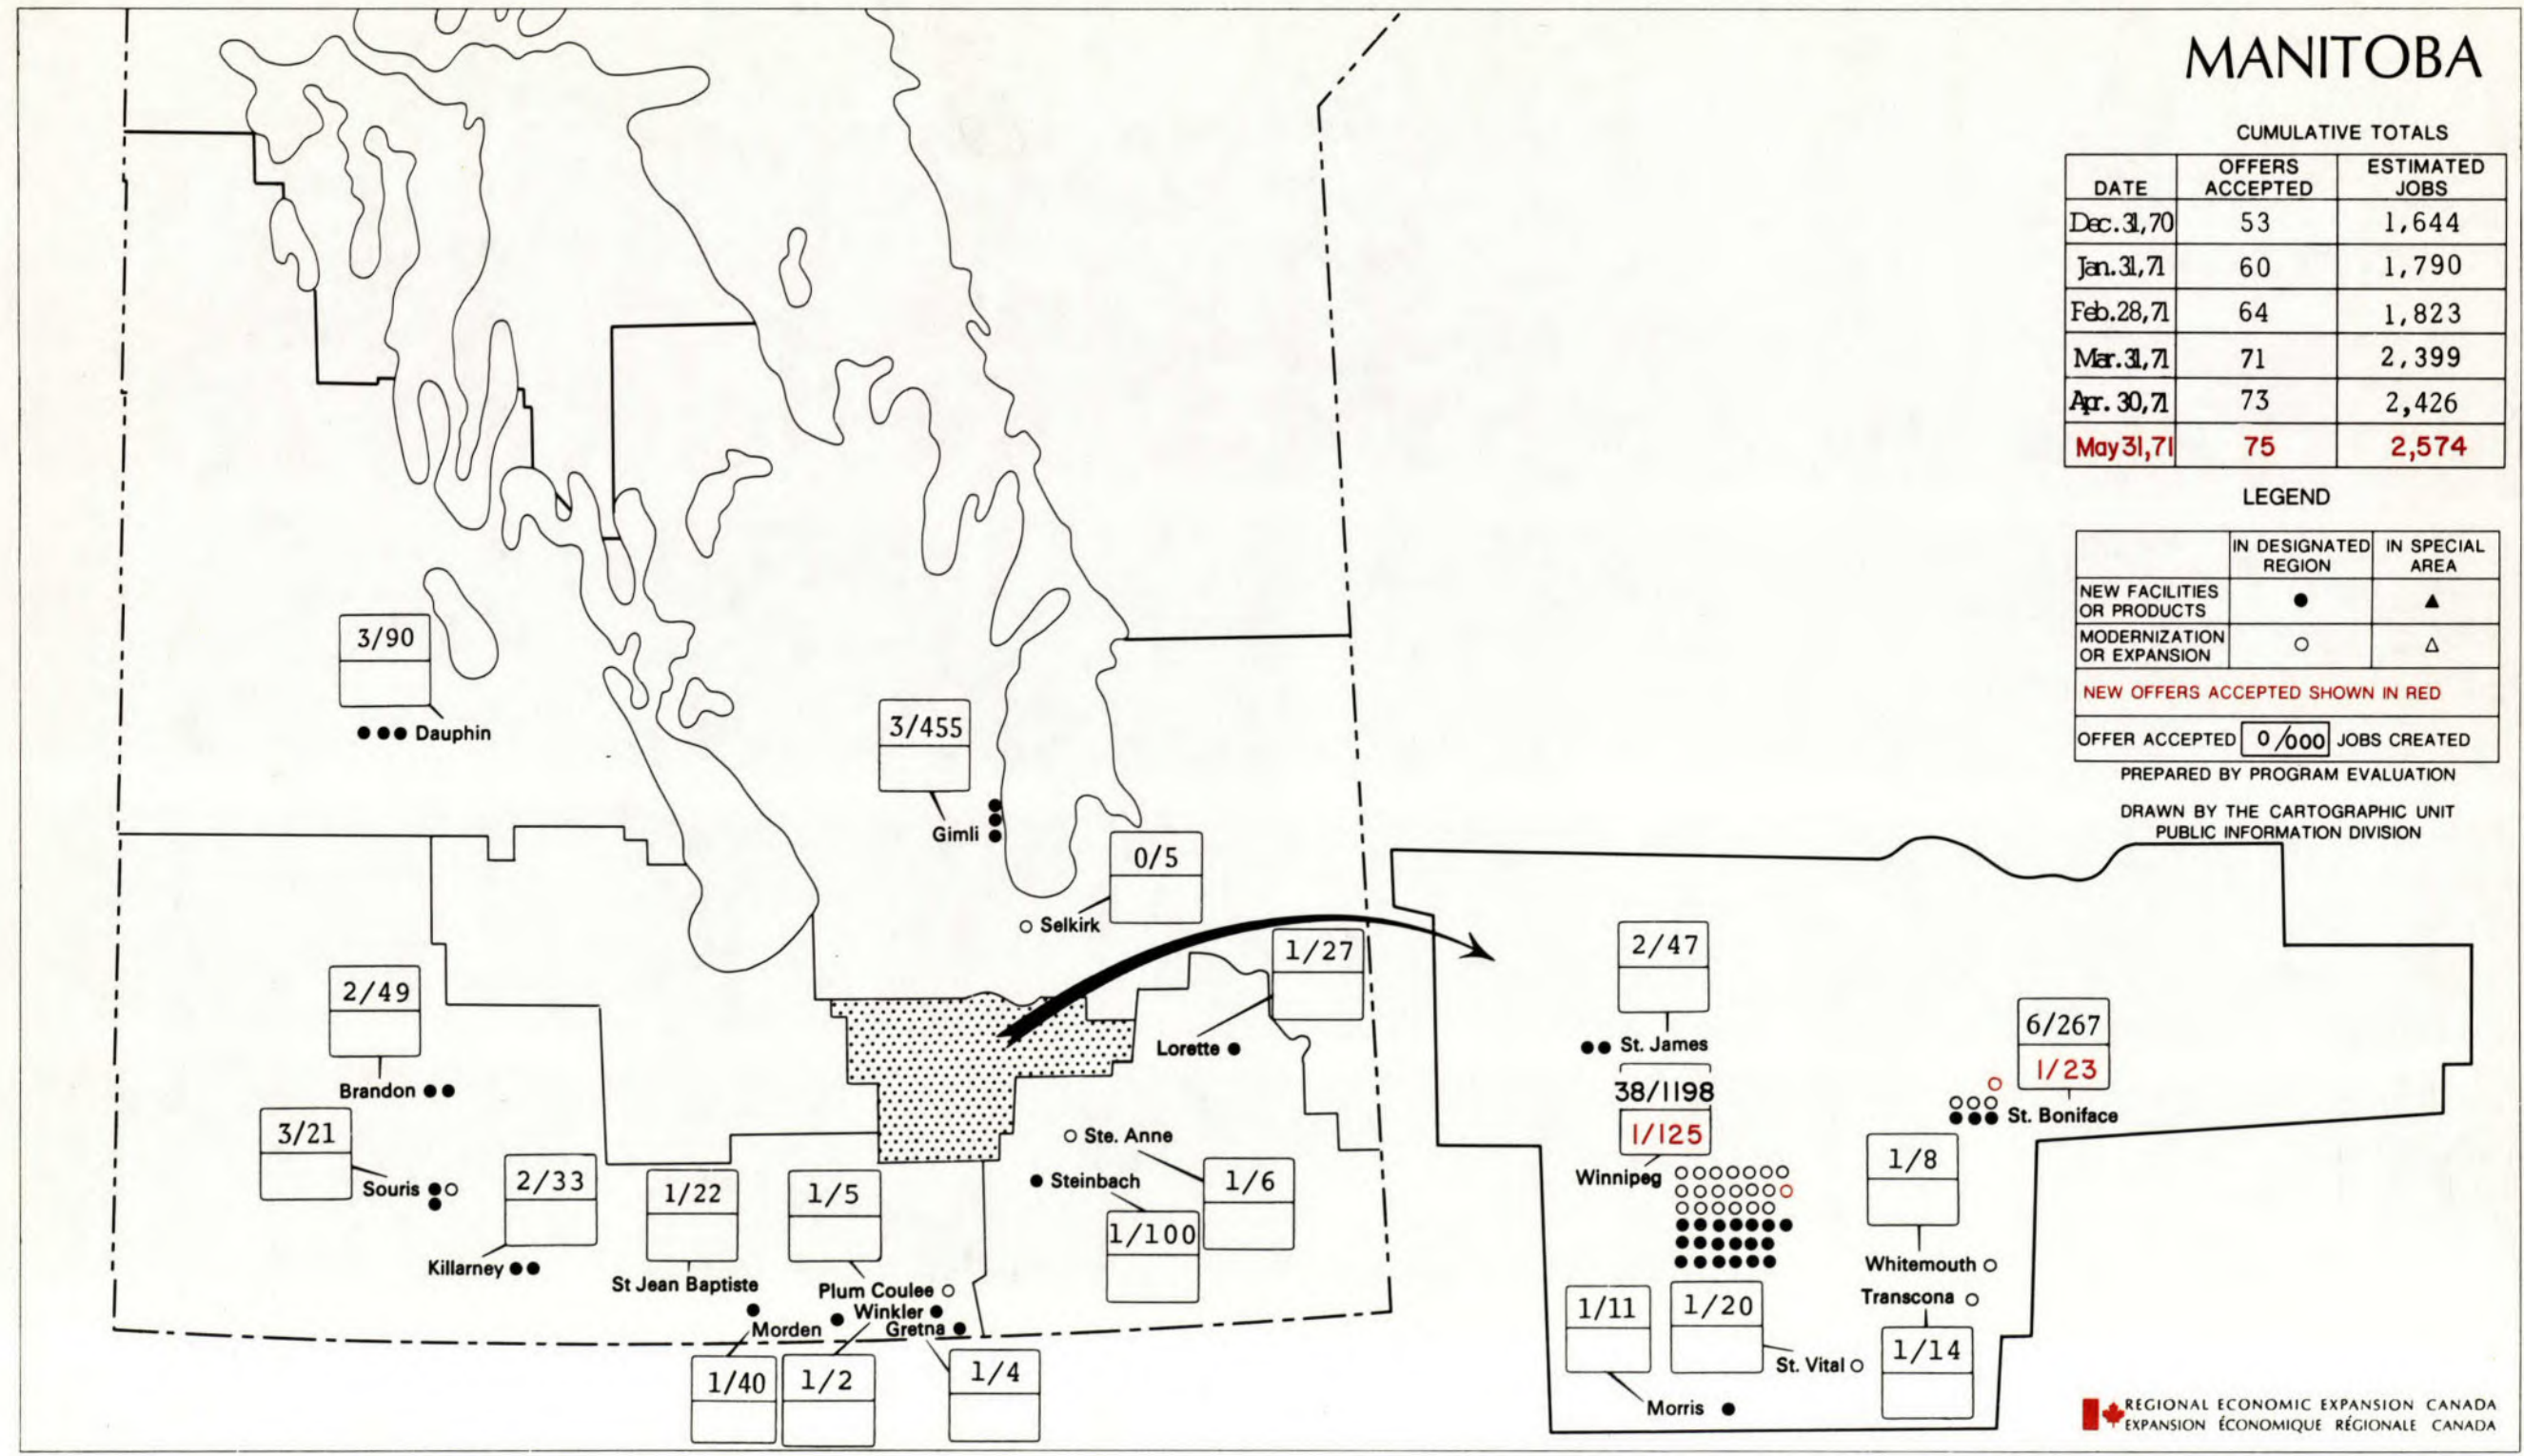 MANITOBA
CUMULATIVE TOTALS
DATE OFFERS ACCEPTED ESTIMATED JOBS
Dec.31,70 53 1,644
Jan.31,71 60 1,790
Feb.28,71 64 1,823
Mar.31,71 71 2,399
Apr.30,71 73 2,426
May31,71 75 2,574
LEGEND
IN DESIGNATED REGION IN SPECIAL AREA
NEW FACILITIES OR PRODUCTS
MODERNIZATION OR EXPANSION
NEW OFFERS ACCEPTED SHOWN IN RED
OFFER ACCEPTED 0/000 JOBS CREATED
PREPARED BY PROGRAM EVALUATION
DRAWN BY THE CARTOGRAPHIC UNIT
PUBLIC INFORMATION DIVISION
3/90
Dauphin
3/455
Gimli
0/5
Selkirk
1/27
Lorette
2/49
Brandon
3/21
Souris
2/33
Killarney
1/22
St Jean Baptiste
1/5
Plum Coulee
Winkler
Gretna
Morden
1/40
1/2
1/4
Ste. Anne
1/6
Steinbach
1/100
2/47
St. James
38/1198
1/125
Winnipeg
6/267
1/23
St. Boniface
1/8
Whitemouth
Transcona
1/14
1/11
Morris
1/20
St. Vital
REGIONAL ECONOMIC EXPANSION CANADA
EXPANSION ÉCONOMIQUE RÉGIONALE CANADA